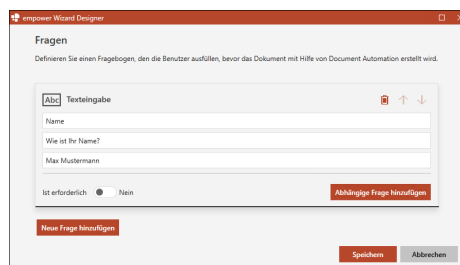 empower Wizard Designer
Fragen
Definieren Sie einen Fragebogen, den die Benutzer ausfüllen, bevor das Dokument mit Hilfe von Document Automation erstellt wird.
Abc Texteingabe
Name
Wie ist Ihr Name?
Max Mustermann
Ist erforderlich Nein Abhängige Frage hinzufügen
Neue Frage hinzufügen
Speichern Abbrechen